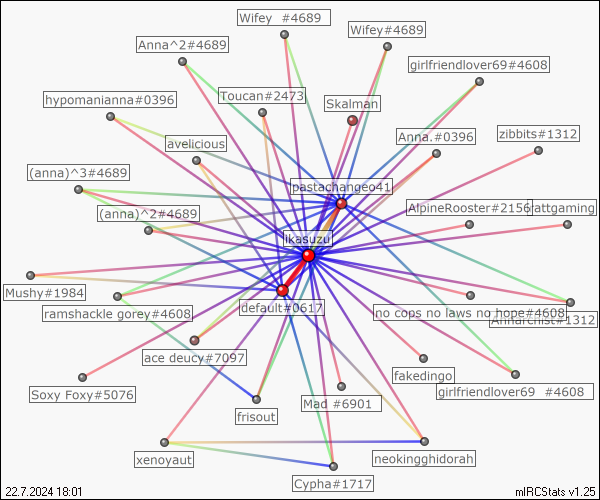 Wifey  #4689
Wifey#4689
Anna^2#4689
girlfriendlover69#4608
Toucan#2473
hypomanianna#0396
Skalman
zibbits#1312
Anna.#0396
avelicious
(anna)^3#4689
pastachangeo41
(anna)^2#4689
AlpineRooster#2156
attgaming
ikasuzu
Mushy#1984
default#0617
ramshackle gorey#4608
no cops no laws no hope#4608
Annarchist#1312
ace deucy#7097
fakedingo
Soxy Foxy#5076
girlfriendlover69  #4608
Mad #6901
frisout
xenoyaut
neokingghidorah
Cypha#1717
22.7.2024 18:01
mIRCStats v1.25